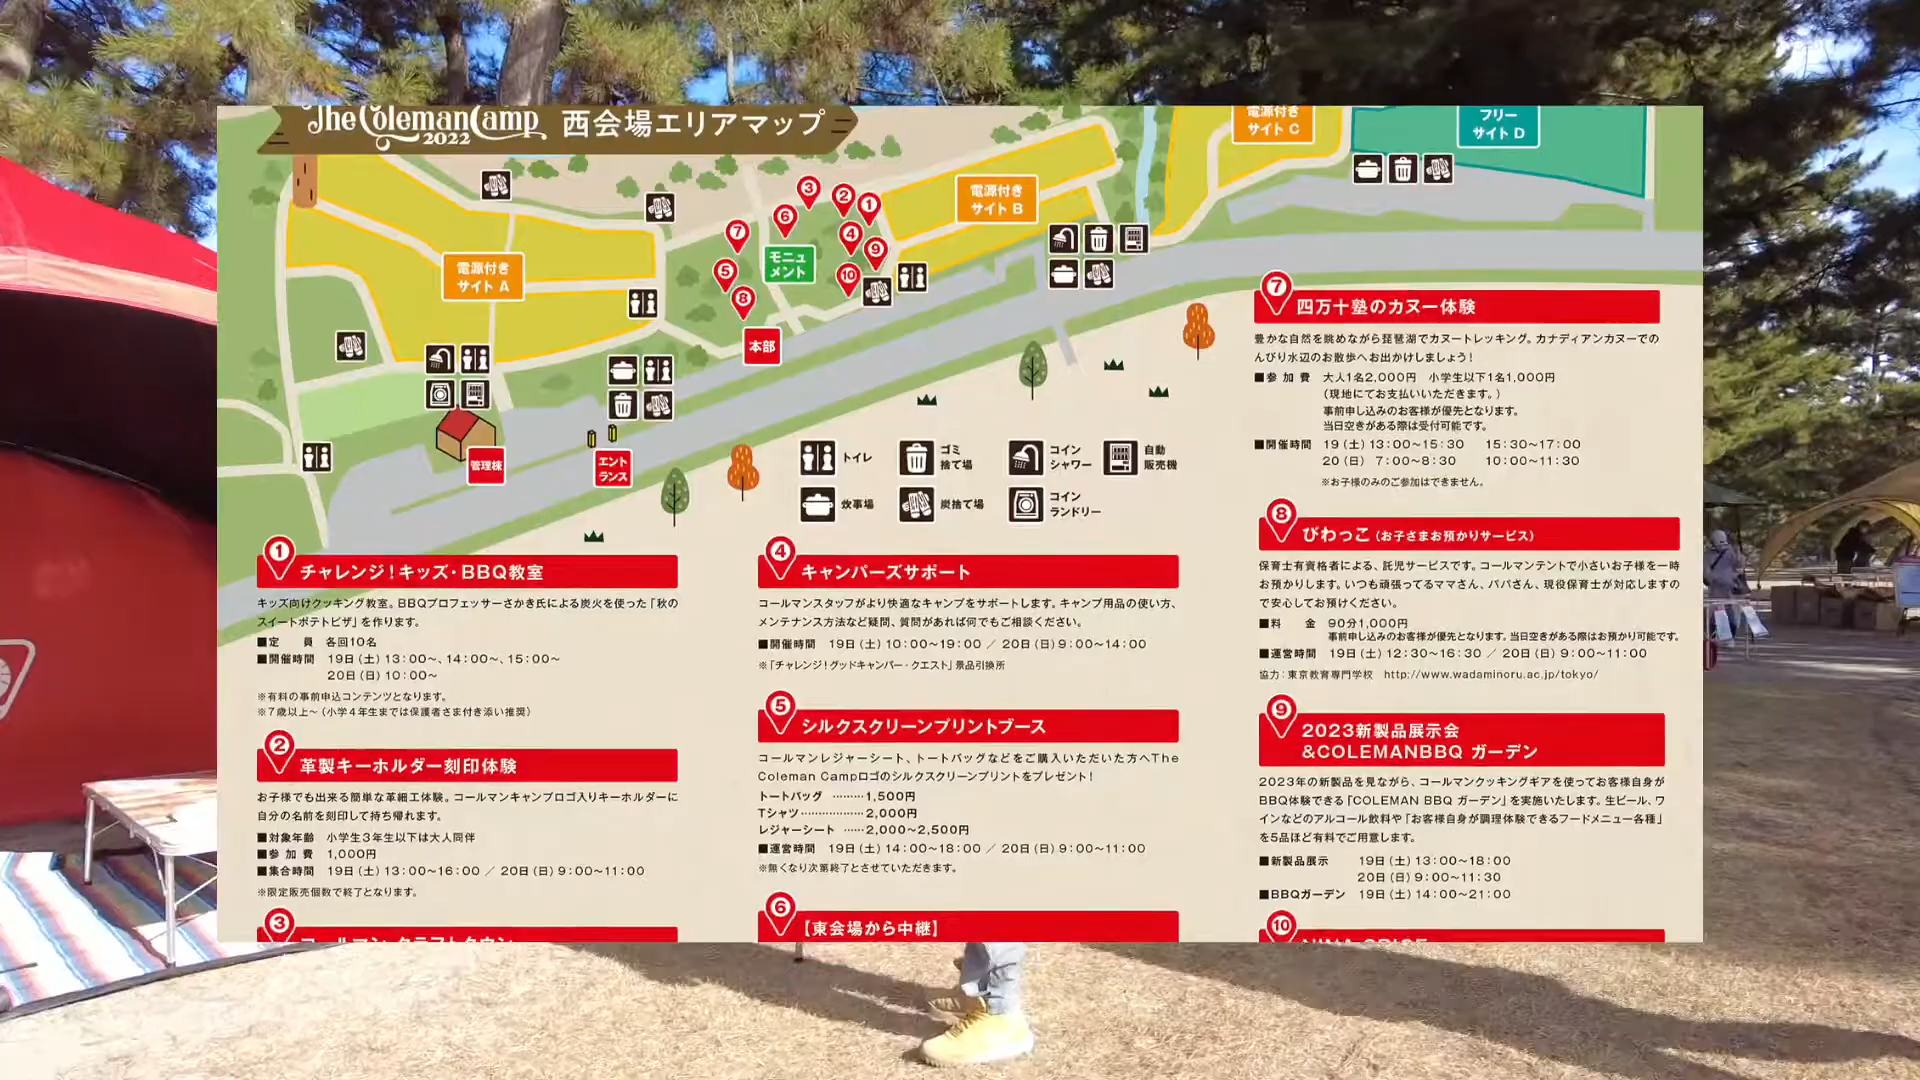 The Coleman Camp 2022 西会場エリアマップ
電源付き
サイト C
フリー
サイト D
電源付き
サイト B
電源付き
サイト A
③
②
①
⑥
④
⑦
⑨
モニュ
メント
⑤
⑩
⑧
本部
管理棟
エント
ランス
トイレ
ゴミ
捨て場
コイン
シャワー
自動
販売機
炊事場
炭捨て場
コイン
ランドリー
① チャレンジ!キッズ・BBQ教室
キッズ向けクッキング教室。BBQプロフェッサーさかき氏による炭火を使った「秋の
スイートポテトピザ」を作ります。
■定　員 各回10名
■開催時間 19日(土)13:00〜、14:00〜、15:00〜
20日(日)10:00〜
※有料の事前申込コンテンツとなります。
※7歳以上〜(小学4年生までは保護者さま付き添い推奨)
② 革製キーホルダー刻印体験
お子様でも出来る簡単な革細工体験。コールマンキャンプロゴ入りキーホルダーに
自分の名前を刻印して持ち帰れます。
■対象年齢 小学生3年生以下は大人同伴
■参加費 1,000円
■集合時間 19日(土)13:00〜16:00 / 20日(日)9:00〜11:00
※限定販売個数で終了となります。
③ コールマン クラフトタウン
④ キャンパーズサポート
コールマンスタッフがより快適なキャンプをサポートします。キャンプ用品の使い方、
メンテナンス方法など疑問、質問があれば何でもご相談ください。
■開催時間 19日(土)10:00〜19:00 / 20日(日)9:00〜14:00
※「チャレンジ!グッドキャンパー・クエスト」景品引換所
⑤ シルクスクリーンプリントブース
コールマンレジャーシート、トートバッグなどをご購入いただいた方へThe
Coleman Campロゴのシルクスクリーンプリントをプレゼント!
トートバッグ ………1,500円
Tシャツ………………2,000円
レジャーシート ……2,000〜2,500円
■運営時間 19日(土)14:00〜18:00 / 20日(日)9:00〜11:00
※無くなり次第終了とさせていただきます。
⑥ 【東会場から中継】
⑦ 四万十塾のカヌー体験
豊かな自然を眺めながら琵琶湖でカヌートレッキング。カナディアンカヌーでの
んびり水辺のお散歩へお出かけしましょう!
■参加費 大人1名2,000円 小学生以下1名1,000円
(現地にてお支払いいただきます。)
事前申し込みのお客様が優先となります。
当日空きがある際は受付可能です。
■開催時間 19(土)13:00〜15:30 15:30〜17:00
20(日) 7:00〜8:30 10:00〜11:30
※お子様のみのご参加はできません。
⑧ びわっこ(お子さまお預かりサービス)
保育士有資格者による、託児サービスです。コールマンテントで小さいお子様を一時
お預かりします。いつも頑張ってるママさん、パパさん、現役保育士が対応しますの
で安心してお預けください。
■料　金 90分1,000円
事前申し込みのお客様が優先となります。当日空きがある際はお預かり可能です。
■運営時間 19日(土)12:30〜16:30 / 20日(日)9:00〜11:00
協力:東京教育専門学校 http://www.wadaminoru.ac.jp/tokyo/
⑨ 2023新製品展示会
&COLEMANBBQ ガーデン
2023年の新製品を見ながら、コールマンクッキングギアを使ってお客様自身が
BBQ体験できる「COLEMAN BBQ ガーデン」を実施いたします。生ビール、ワ
インなどのアルコール飲料や「お客様自身が調理体験できるフードメニュー各種」
を5品ほど有料でご用意します。
■新製品展示 19日(土)13:00〜18:00
20日(日)9:00〜11:30
■BBQガーデン 19日(土)14:00〜21:00
⑩